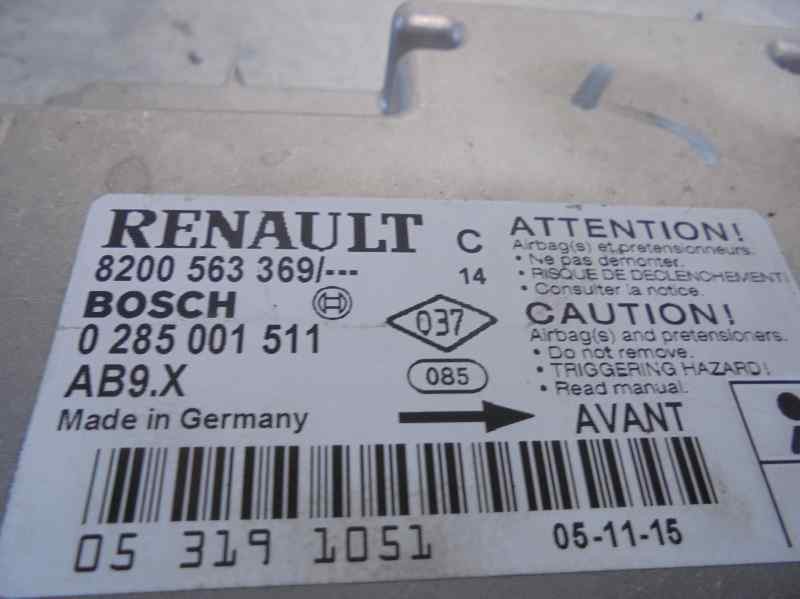 RENAULT C
8200 563 369/--- 14
BOSCH
0 285 001 511
037
AB9.X
085
Made in Germany
AVANT
ATTENTION!
Airbag(s) et pretensionneurs.
• Ne pas demonter.
• RISQUE DE DECLENCHEMENT!
• Consulter la notice.
CAUTION!
Airbag(s) and pretensioners.
• Do not remove.
• TRIGGERING HAZARD!
• Read manual.
05 319 1051
05-11-15